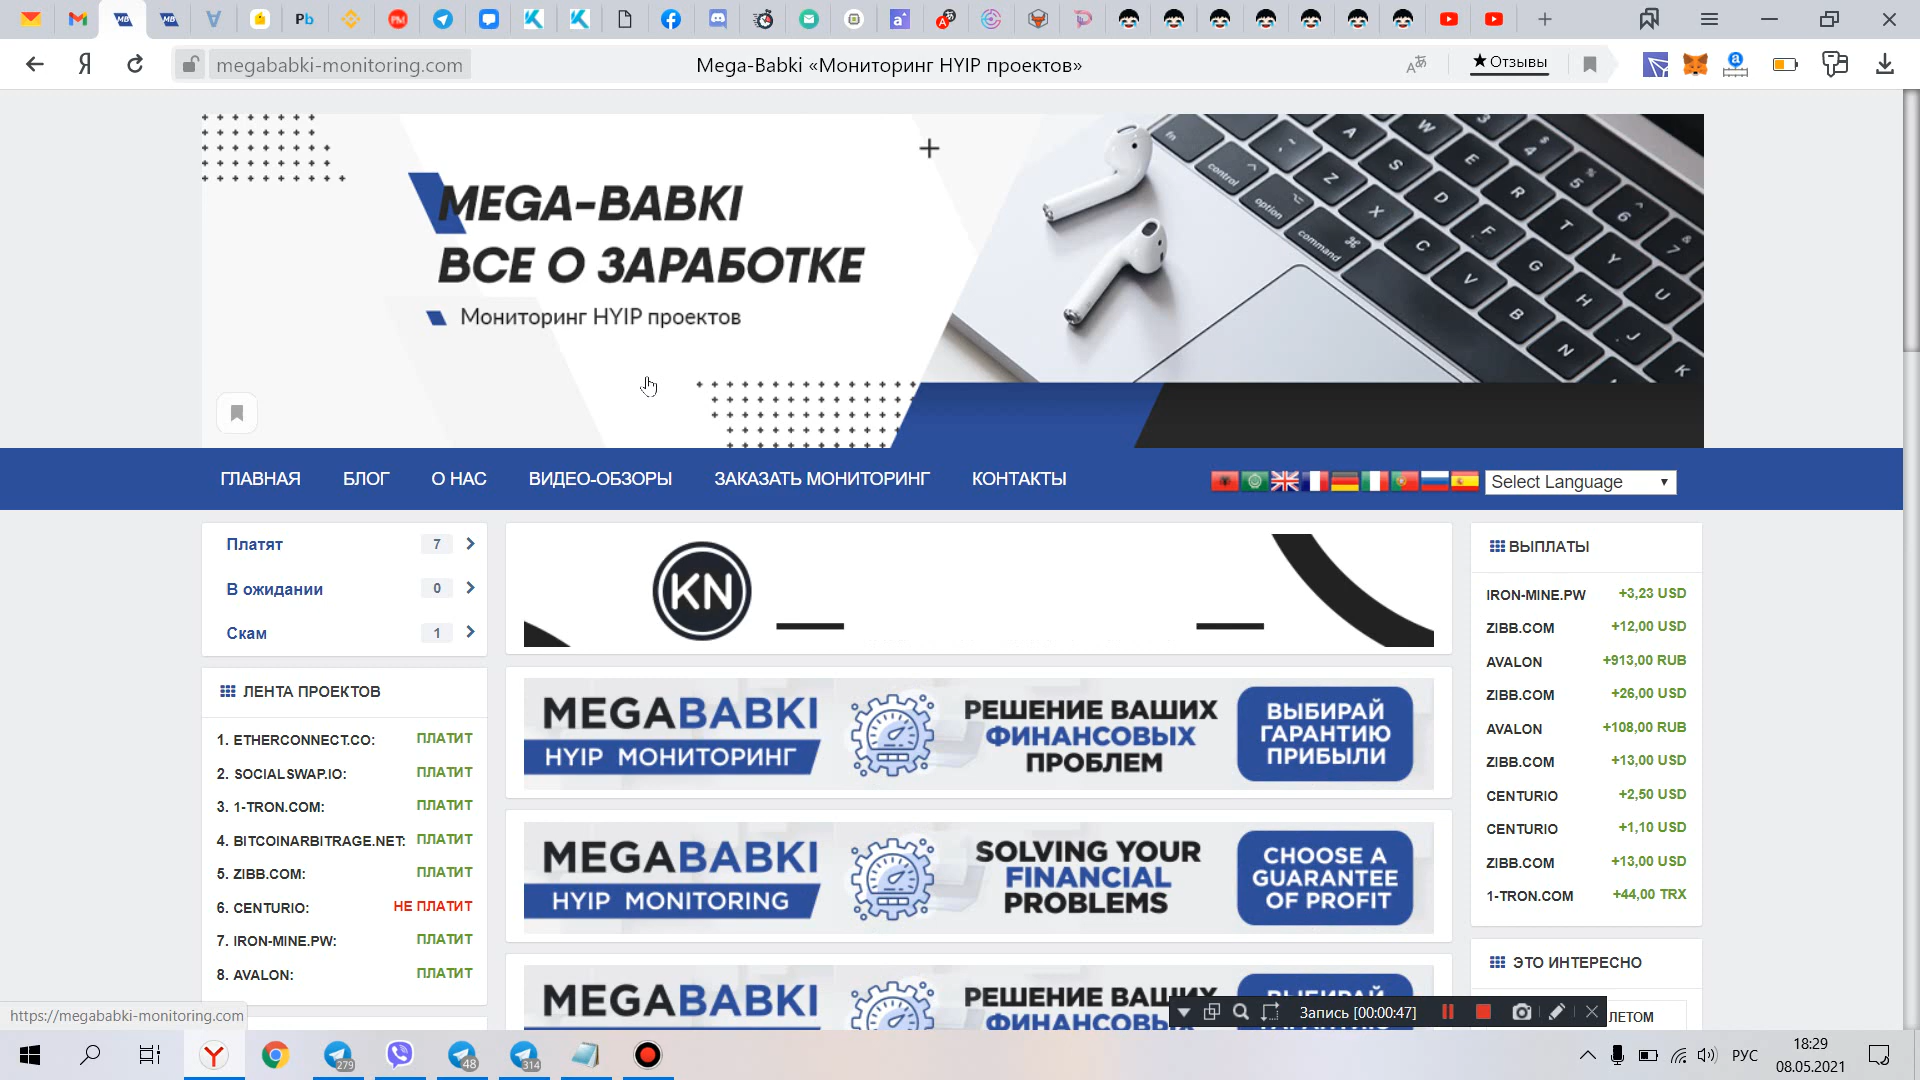 megababki-monitoring.com
Mega-Babki «Мониторинг HYIP проектов»
★ Отзывы
MEGA-BABKI
ВСЕ О ЗАРАБОТКЕ
Мониторинг HYIP проектов
ГЛАВНАЯ БЛОГ О НАС ВИДЕО-ОБЗОРЫ ЗАКАЗАТЬ МОНИТОРИНГ КОНТАКТЫ
Select Language
Платят 7
В ожидании 0
Скам 1
ЛЕНТА ПРОЕКТОВ
1. ETHERCONNECT.CO: ПЛАТИТ
2. SOCIALSWAP.IO: ПЛАТИТ
3. 1-TRON.COM: ПЛАТИТ
4. BITCOINARBITRAGE.NET: ПЛАТИТ
5. ZIBB.COM: ПЛАТИТ
6. CENTURIO: НЕ ПЛАТИТ
7. IRON-MINE.PW: ПЛАТИТ
8. AVALON: ПЛАТИТ
KN
MEGABABKI
HYIP МОНИТОРИНГ
РЕШЕНИЕ ВАШИХ
ФИНАНСОВЫХ
ПРОБЛЕМ
ВЫБИРАЙ
ГАРАНТИЮ
ПРИБЫЛИ
MEGABABKI
HYIP MONITORING
SOLVING YOUR
FINANCIAL
PROBLEMS
CHOOSE A
GUARANTEE
OF PROFIT
MEGABABKI
РЕШЕНИЕ ВАШИХ
ФИНАНСОВЫХ
ВЫПЛАТЫ
IRON-MINE.PW +3,23 USD
ZIBB.COM +12,00 USD
AVALON +913,00 RUB
ZIBB.COM +26,00 USD
AVALON +108,00 RUB
ZIBB.COM +13,00 USD
CENTURIO +2,50 USD
CENTURIO +1,10 USD
ZIBB.COM +13,00 USD
1-TRON.COM +44,00 TRX
ЭТО ИНТЕРЕСНО
ЛЕТОМ
Запись [00:00:47]
https://megababki-monitoring.com
279
48
314
РУС
18:29
08.05.2021